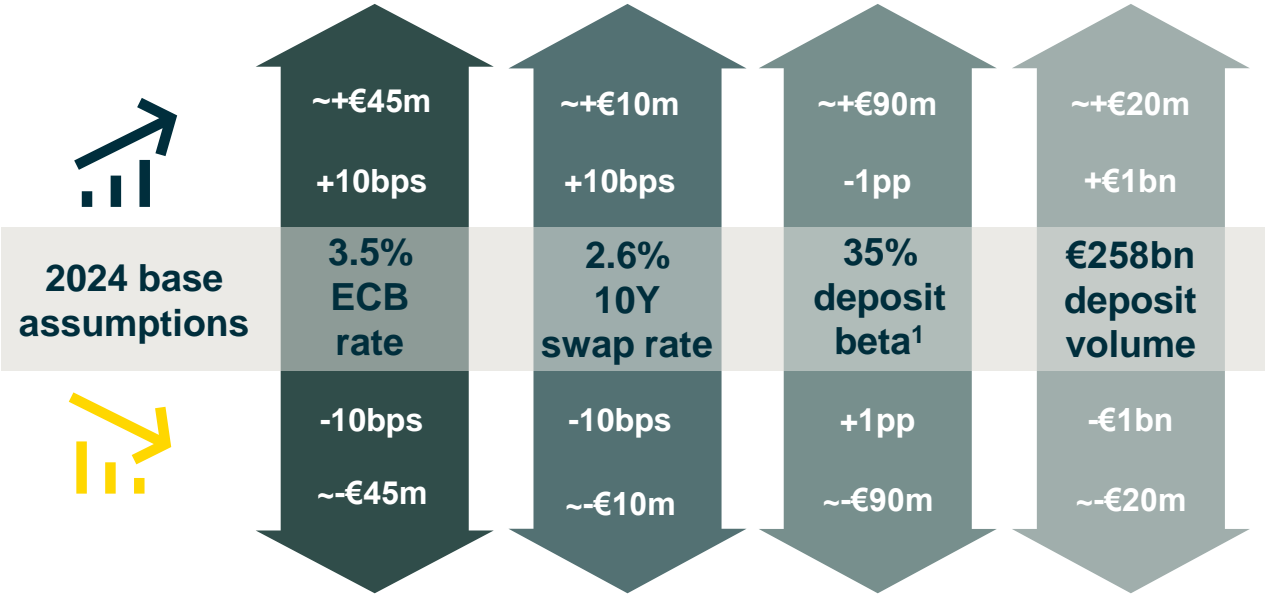 ~+€45m ~+€10m ~+€90m ~+€20m
+10bps +10bps -1pp +€1bn
2024 base
assumptions
3.5%
ECB
rate
2.6%
10Y
swap rate
35%
deposit
beta¹
€258bn
deposit
volume
-10bps -10bps +1pp -€1bn
~-€45m ~-€10m ~-€90m ~-€20m